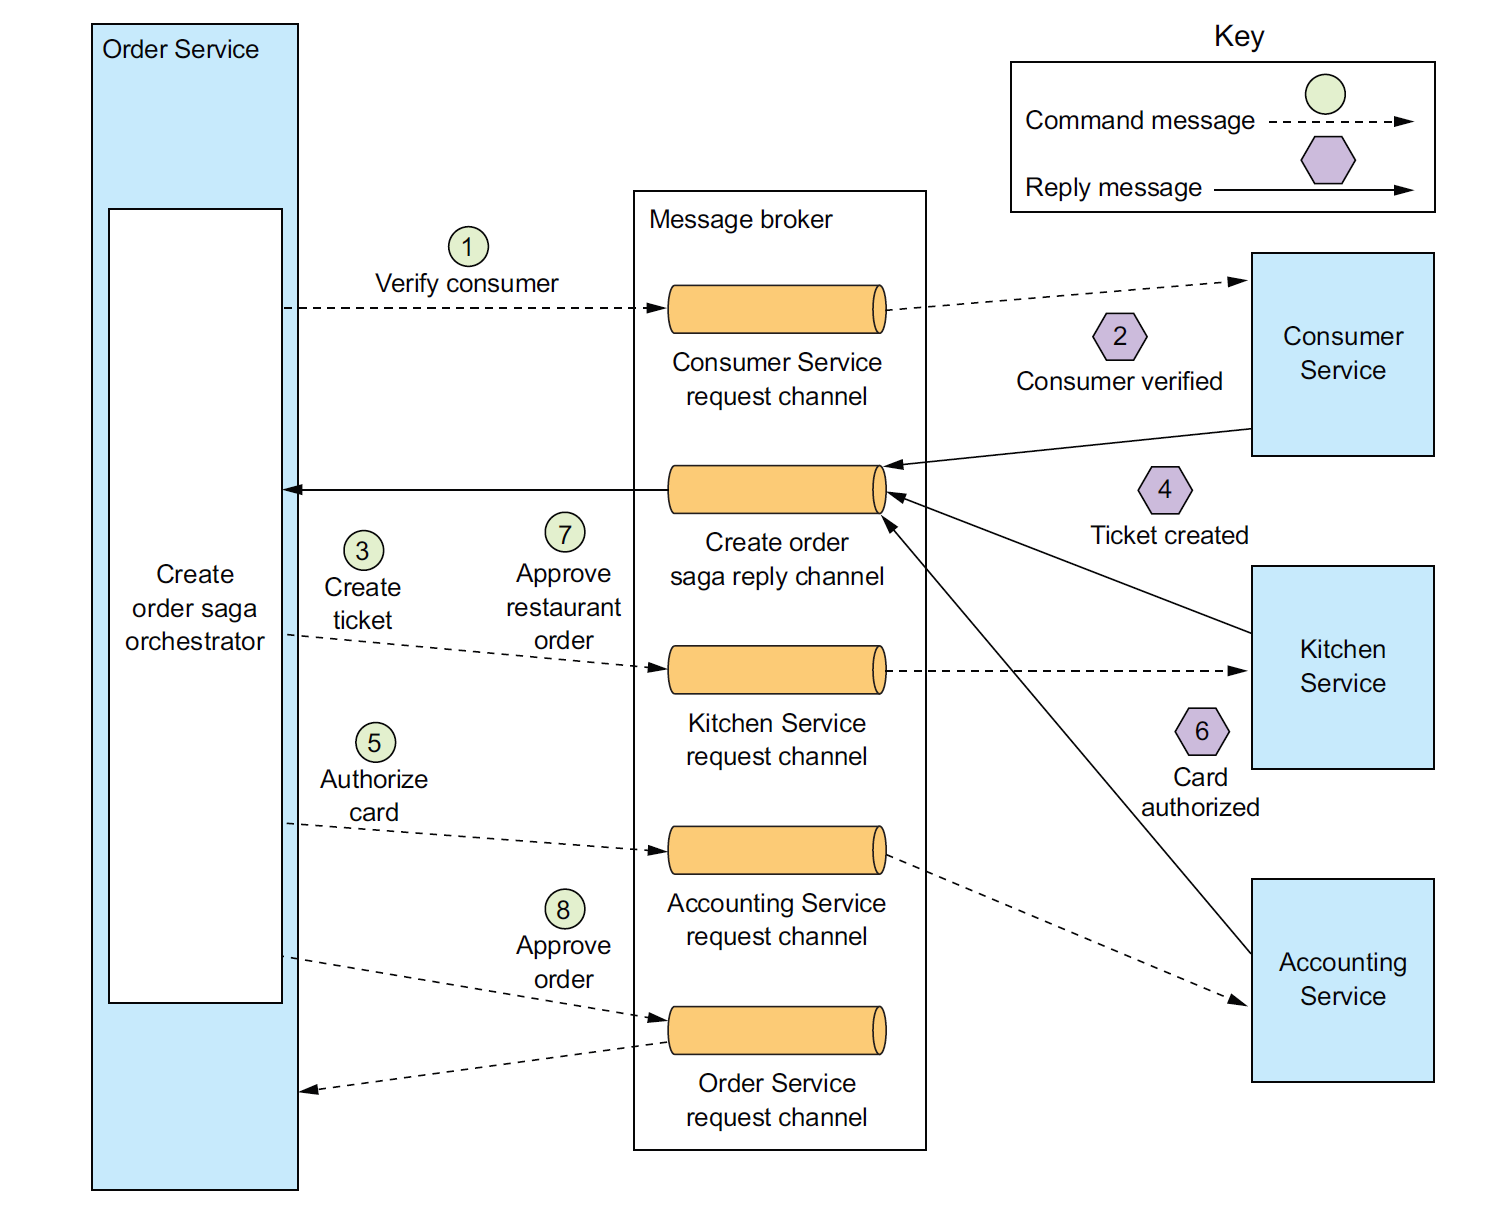 Order Service
Key
Command message
Reply message
Message broker
1
Verify consumer
Consumer Service
request channel
2
Consumer verified
Consumer
Service
Create order
saga reply channel
4
Ticket created
3
Create
ticket
7
Approve
restaurant
order
Create
order saga
orchestrator
Kitchen Service
request channel
Kitchen
Service
6
Card
authorized
5
Authorize
card
Accounting Service
request channel
8
Approve
order
Accounting
Service
Order Service
request channel